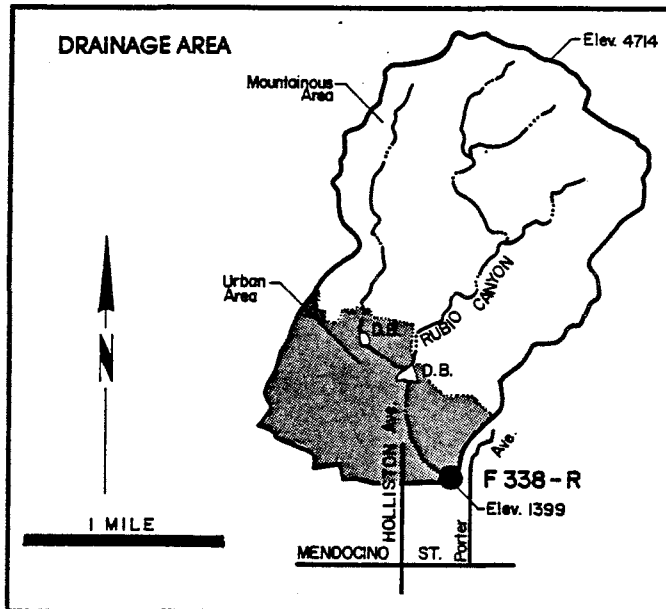 DRAINAGE AREA
Elev. 4714
Mountainous
Area
Urban
Area
RUBIO CANYON
D.B.
D.B.
N
HOLLISTON Ave.
Ave.
F 338-R
Elev. 1399
1 MILE
MENDOCINO ST.
Porter